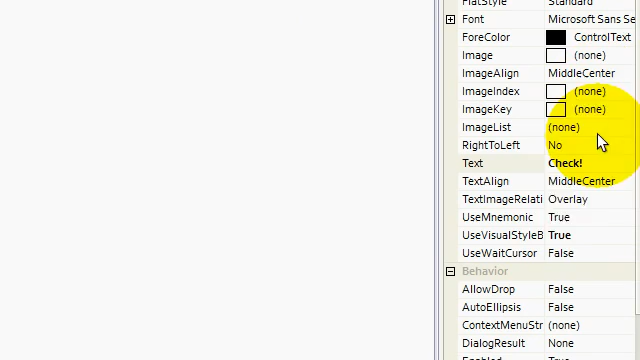 FlatStyle Standard
Font Microsoft Sans Se
ForeColor ControlText
Image (none)
ImageAlign MiddleCenter
ImageIndex (none)
ImageKey (none)
ImageList (none)
RightToLeft No
Text Check!
TextAlign MiddleCenter
TextImageRelati Overlay
UseMnemonic True
UseVisualStyleB True
UseWaitCursor False
Behavior
AllowDrop False
AutoEllipsis False
ContextMenuStr (none)
DialogResult None
Enabled True